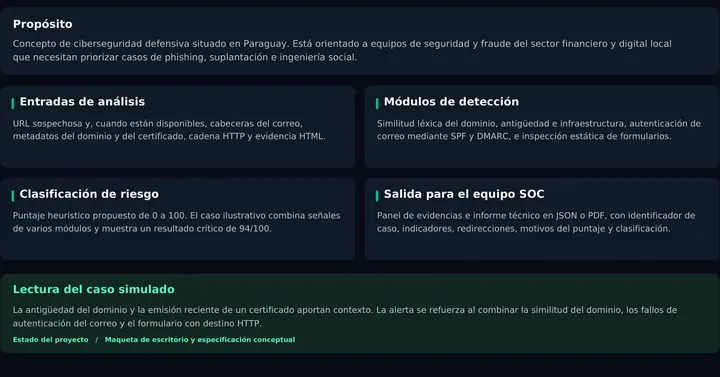 Propósito
Concepto de ciberseguridad defensiva situado en Paraguay. Está orientado a equipos de seguridad y fraude del sector financiero y digital local
que necesitan priorizar casos de phishing, suplantación e ingeniería social.
Entradas de análisis
URL sospechosa y, cuando están disponibles, cabeceras del correo,
metadatos del dominio y del certificado, cadena HTTP y evidencia HTML.
Módulos de detección
Similitud léxica del dominio, antigüedad e infraestructura, autenticación de
correo mediante SPF y DMARC, e inspección estática de formularios.
Clasificación de riesgo
Puntaje heurístico propuesto de 0 a 100. El caso ilustrativo combina señales
de varios módulos y muestra un resultado crítico de 94/100.
Salida para el equipo SOC
Panel de evidencias e informe técnico en JSON o PDF, con identificador de
caso, indicadores, redirecciones, motivos del puntaje y clasificación.
Lectura del caso simulado
La antigüedad del dominio y la emisión reciente de un certificado aportan contexto. La alerta se refuerza al combinar la similitud del dominio, los fallos de
autenticación del correo y el formulario con destino HTTP.
Estado del proyecto / Maqueta de escritorio y especificación conceptual